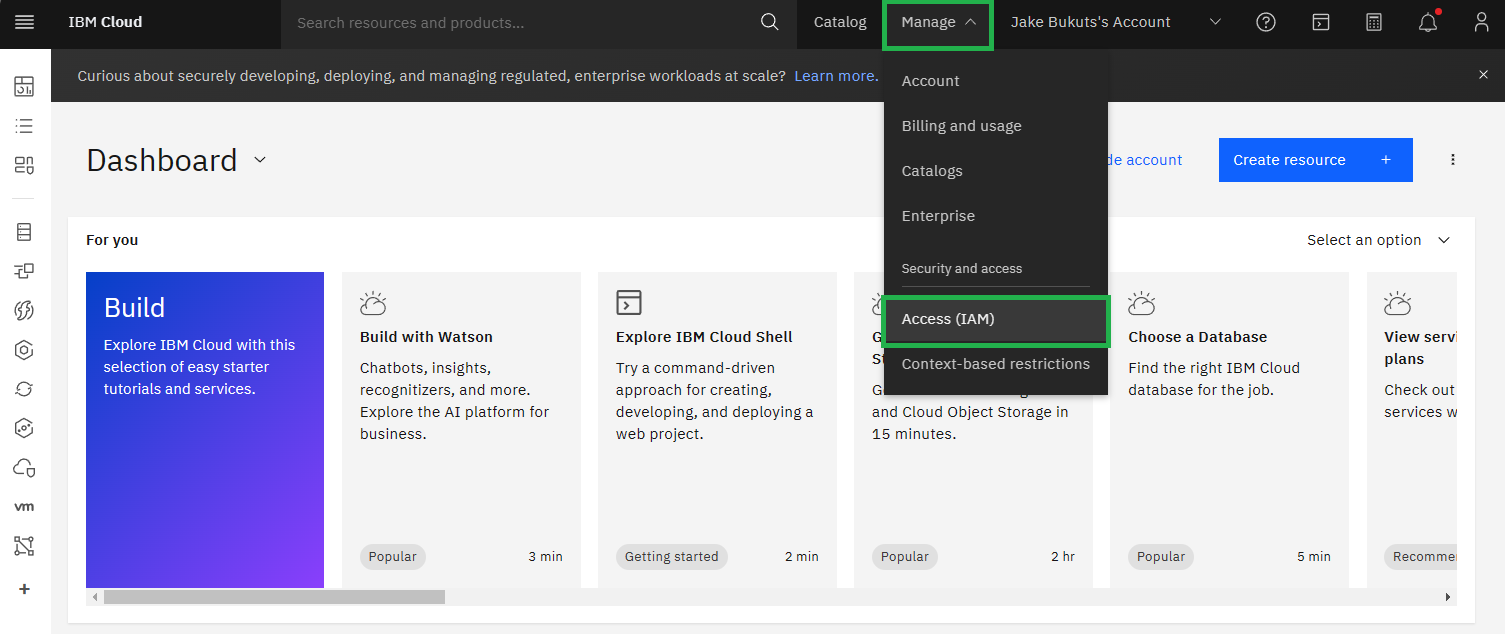 IBM Cloud
Search resources and products...
Catalog
Manage
Jake Bukuts's Account
Curious about securely developing, deploying, and managing regulated, enterprise workloads at scale? Learn more.
Account
Billing and usage
Catalogs
Enterprise
Security and access
Access (IAM)
Context-based restrictions
Dashboard
account
Create resource +
For you
Select an option
Build
Explore IBM Cloud with this
selection of easy starter
tutorials and services.
Build with Watson
Chatbots, insights,
recognitizers, and more.
Explore the AI platform for
business.
Popular
3 min
Explore IBM Cloud Shell
Try a command-driven
approach for creating,
developing, and deploying a
web project.
Getting started
2 min
and Cloud Object Storage in
15 minutes.
Popular
2 hr
Choose a Database
Find the right IBM Cloud
database for the job.
Popular
5 min
View
plans
Check out
services
vm